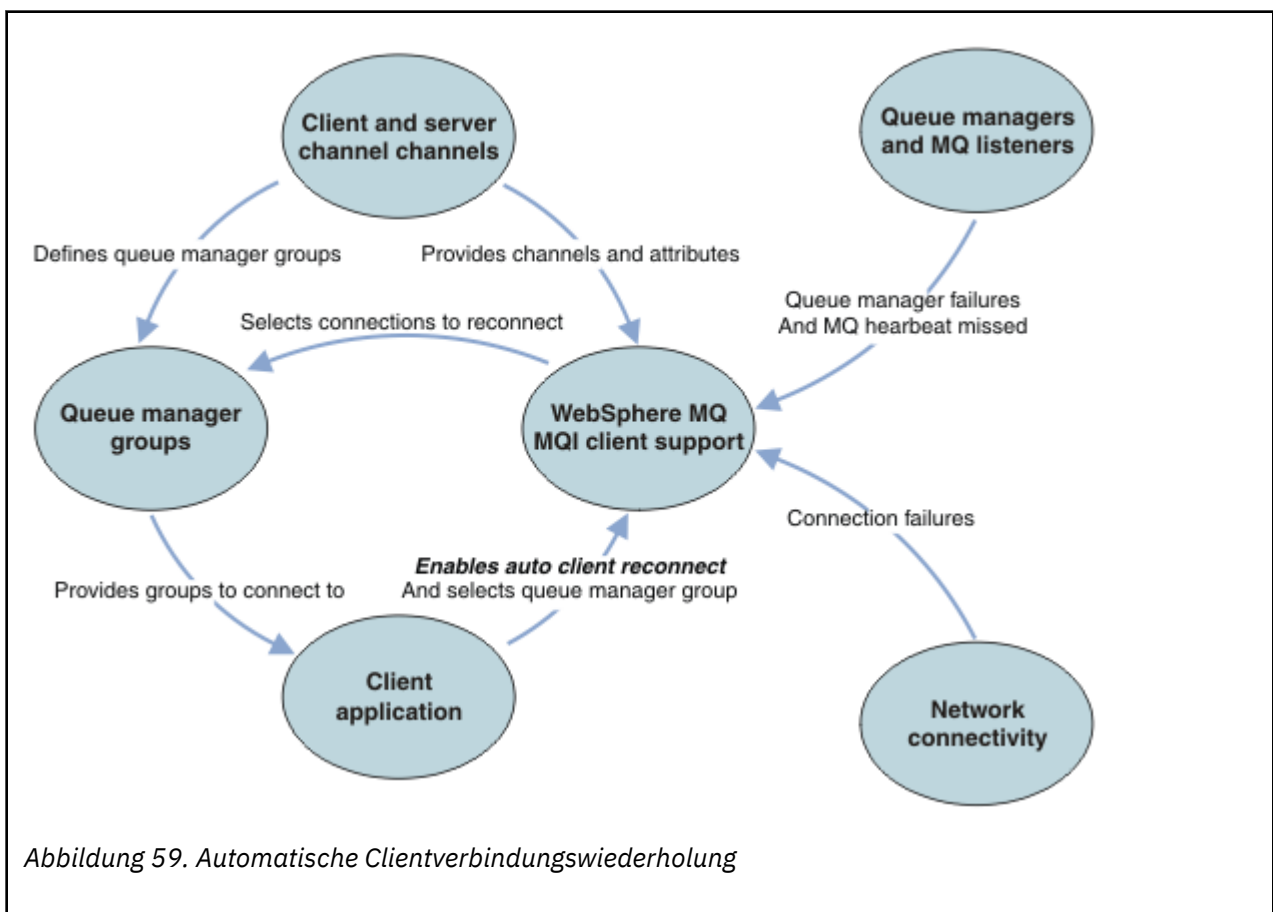 Client and server
channel channels
Queue managers
and MQ listeners
Defines queue manager groups
Provides channels and attributes
Queue manager failures
And MQ hearbeat missed
Selects connections to reconnect
Queue manager
groups
WebSphere MQ
MQI client support
Connection failures
Enables auto client reconnect
And selects queue manager group
Provides groups to connect to
Client
application
Network
connectivity
Abbildung 59. Automatische Clientverbindungswiederholung